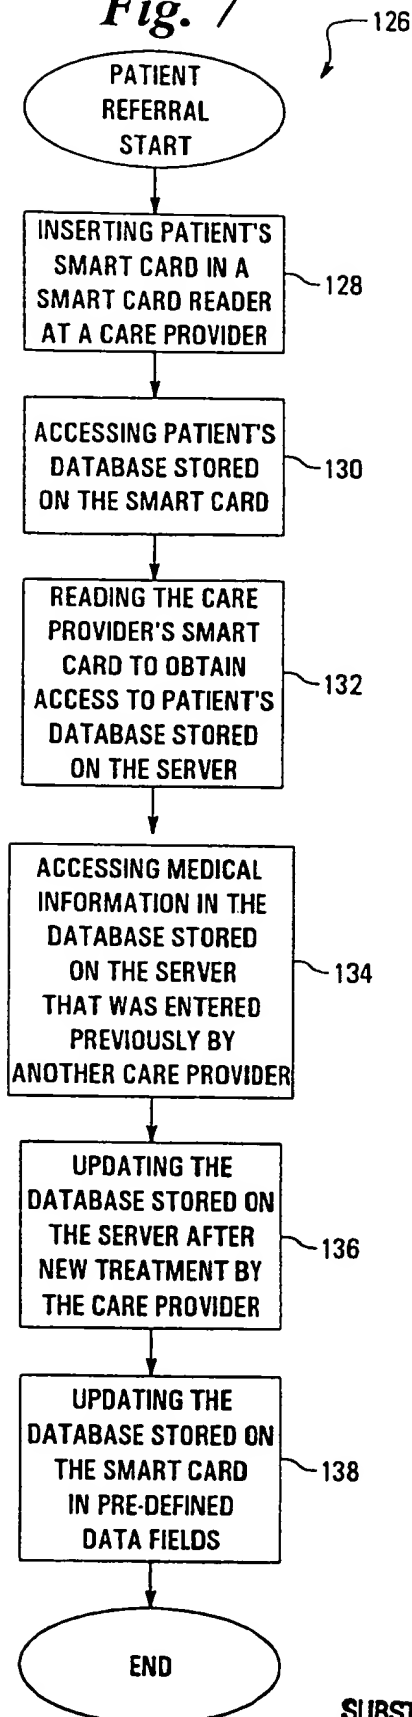 Fig. 7
126
PATIENT
REFERRAL
START
INSERTING PATIENT'S
SMART CARD IN A
SMART CARD READER
AT A CARE PROVIDER
128
ACCESSING PATIENT'S
DATABASE STORED
ON THE SMART CARD
130
READING THE CARE
PROVIDER'S SMART
CARD TO OBTAIN
ACCESS TO PATIENT'S
DATABASE STORED
ON THE SERVER
132
ACCESSING MEDICAL
INFORMATION IN THE
DATABASE STORED
ON THE SERVER
THAT WAS ENTERED
PREVIOUSLY BY
ANOTHER CARE PROVIDER
134
UPDATING THE
DATABASE STORED ON
THE SERVER AFTER
NEW TREATMENT BY
THE CARE PROVIDER
136
UPDATING THE
DATABASE STORED ON
THE SMART CARD
IN PRE-DEFINED
DATA FIELDS
138
END
SUBST